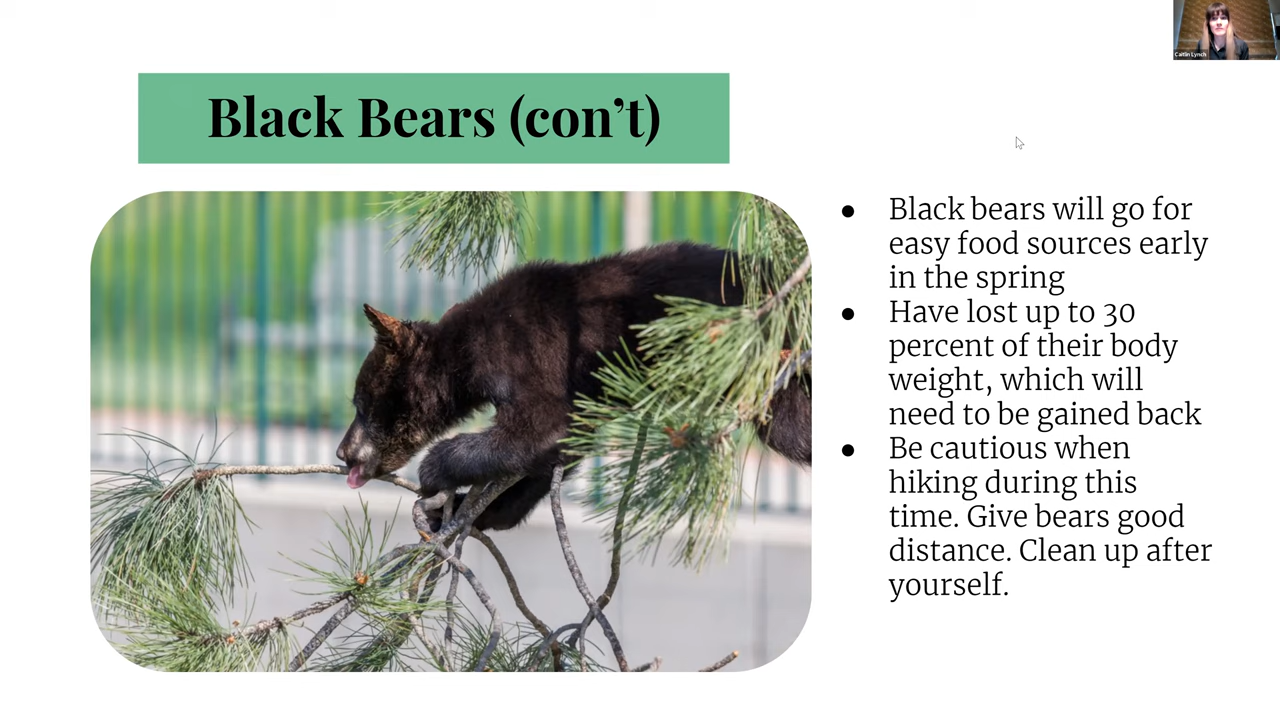 Caitlin Lynch
Black Bears (con’t)
● Black bears will go for
easy food sources early
in the spring
● Have lost up to 30
percent of their body
weight, which will
need to be gained back
● Be cautious when
hiking during this
time. Give bears good
distance. Clean up after
yourself.